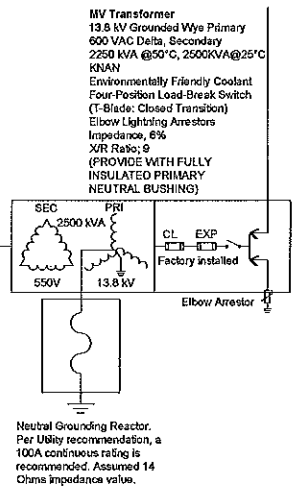 MV Transformer
13.8 kV Grounded Wye Primary
600 VAC Delta, Secondary
2250 kVA @50°C, 2500KVA@25°C
KNAN
Environmentally Friendly Coolant
Four-Position Load-Break Switch
(T-Blade: Closed Transition)
Elbow Lightning Arrestors
Impedance, 6%
X/R Ratio; 9
(PROVIDE WITH FULLY
INSULATED PRIMARY
NEUTRAL BUSHING)
SEC PRI
2500 kVA
CL EXP
Factory installed
550V 13.8 kV
Elbow Arrestor
Neutral Grounding Reactor.
Per Utility recommendation, a
100A continuous rating is
recommended. Assumed 14
Ohms impedance value.